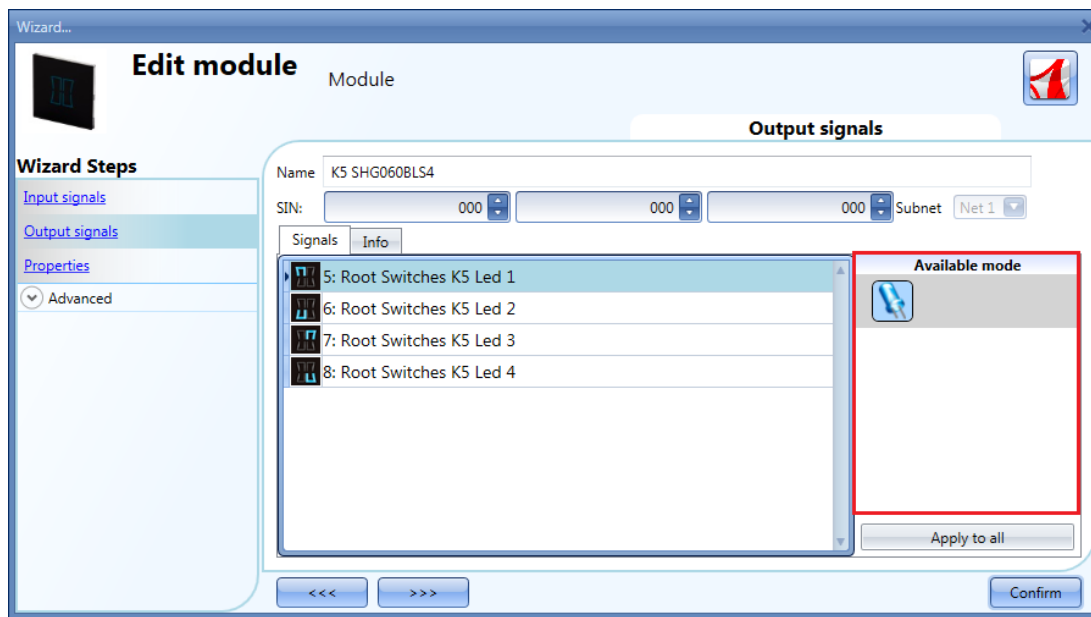 Wizard...
Edit module
Module
Output signals
Wizard Steps
Input signals
Output signals
Properties
Advanced
Name K5 SHG060BLS4
SIN: 000 000 000 Subnet Net 1
Signals Info
5: Root Switches K5 Led 1
6: Root Switches K5 Led 2
7: Root Switches K5 Led 3
8: Root Switches K5 Led 4
Available mode
Apply to all
<<< >>> Confirm